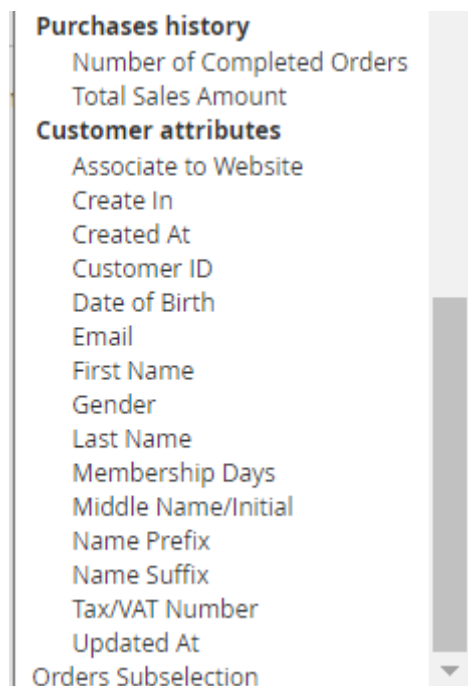 Purchases history
Number of Completed Orders
Total Sales Amount
Customer attributes
Associate to Website
Create In
Created At
Customer ID
Date of Birth
Email
First Name
Gender
Last Name
Membership Days
Middle Name/Initial
Name Prefix
Name Suffix
Tax/VAT Number
Updated At
Orders Subselection